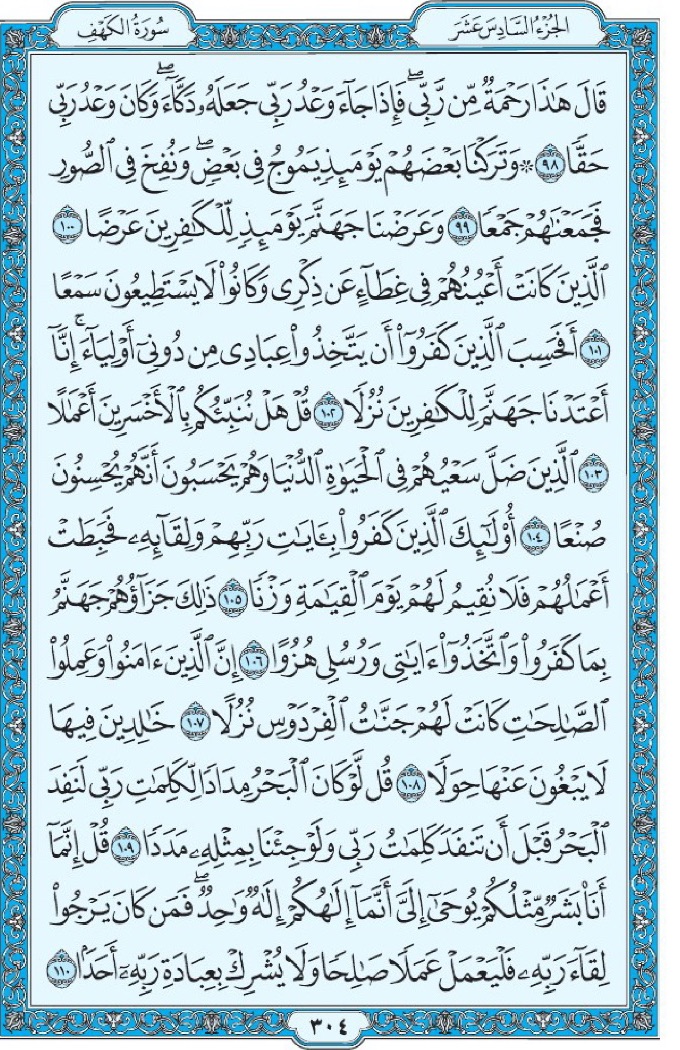 الجُزْءُ السَّادِسَ عَشَرَ
سُورَةُ الكَهْفِ
قَالَ هَٰذَا رَحْمَةٌ مِّن رَّبِّي ۖ فَإِذَا جَآءَ وَعْدُ رَبِّي جَعَلَهُۥ دَكَّآءَ ۖ وَكَانَ وَعْدُ رَبِّي
حَقًّا ٩٨ ۞ وَتَرَكْنَا بَعْضَهُمْ يَوْمَئِذٍ يَمُوجُ فِي بَعْضٍ ۖ وَنُفِخَ فِي ٱلصُّورِ
فَجَمَعْنَٰهُمْ جَمْعًا ٩٩ وَعَرَضْنَا جَهَنَّمَ يَوْمَئِذٍ لِّلْكَٰفِرِينَ عَرْضًا ١٠٠
ٱلَّذِينَ كَانَتْ أَعْيُنُهُمْ فِي غِطَآءٍ عَن ذِكْرِي وَكَانُوا۟ لَا يَسْتَطِيعُونَ سَمْعًا
١٠١ أَفَحَسِبَ ٱلَّذِينَ كَفَرُوٓا۟ أَن يَتَّخِذُوا۟ عِبَادِي مِن دُونِيٓ أَوْلِيَآءَ ۚ إِنَّآ
أَعْتَدْنَا جَهَنَّمَ لِلْكَٰفِرِينَ نُزُلًا ١٠٢ قُلْ هَلْ نُنَبِّئُكُم بِٱلْأَخْسَرِينَ أَعْمَٰلًا
١٠٣ ٱلَّذِينَ ضَلَّ سَعْيُهُمْ فِي ٱلْحَيَوٰةِ ٱلدُّنْيَا وَهُمْ يَحْسَبُونَ أَنَّهُمْ يُحْسِنُونَ
صُنْعًا ١٠٤ أُو۟لَٰٓئِكَ ٱلَّذِينَ كَفَرُوا۟ بِـَٔايَٰتِ رَبِّهِمْ وَلِقَآئِهِۦ فَحَبِطَتْ
أَعْمَٰلُهُمْ فَلَا نُقِيمُ لَهُمْ يَوْمَ ٱلْقِيَٰمَةِ وَزْنًا ١٠٥ ذَٰلِكَ جَزَآؤُهُمْ جَهَنَّمُ
بِمَا كَفَرُوا۟ وَٱتَّخَذُوٓا۟ ءَايَٰتِي وَرُسُلِي هُزُوًا ١٠٦ إِنَّ ٱلَّذِينَ ءَامَنُوا۟ وَعَمِلُوا۟
ٱلصَّٰلِحَٰتِ كَانَتْ لَهُمْ جَنَّٰتُ ٱلْفِرْدَوْسِ نُزُلًا ١٠٧ خَٰلِدِينَ فِيهَا
لَا يَبْغُونَ عَنْهَا حِوَلًا ١٠٨ قُل لَّوْ كَانَ ٱلْبَحْرُ مِدَادًا لِّكَلِمَٰتِ رَبِّي لَنَفِدَ
ٱلْبَحْرُ قَبْلَ أَن تَنفَدَ كَلِمَٰتُ رَبِّي وَلَوْ جِئْنَا بِمِثْلِهِۦ مَدَدًا ١٠٩ قُلْ إِنَّمَآ
أَنَا۠ بَشَرٌ مِّثْلُكُمْ يُوحَىٰٓ إِلَيَّ أَنَّمَآ إِلَٰهُكُمْ إِلَٰهٌ وَٰحِدٌ ۖ فَمَن كَانَ يَرْجُوا۟
لِقَآءَ رَبِّهِۦ فَلْيَعْمَلْ عَمَلًا صَٰلِحًا وَلَا يُشْرِكْ بِعِبَادَةِ رَبِّهِۦٓ أَحَدًۢا ١١٠
٣٠٤